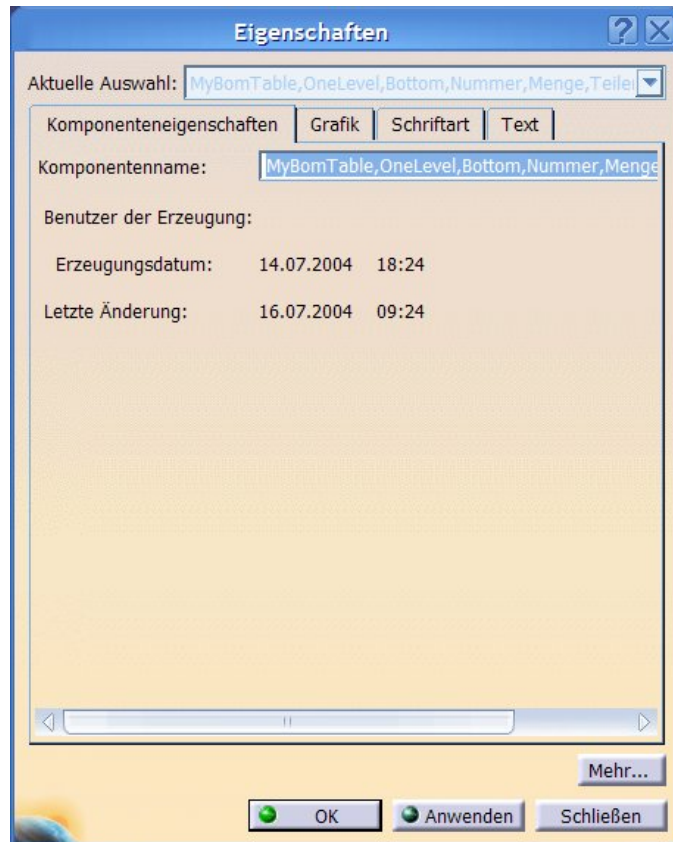 Eigenschaften
Aktuelle Auswahl: MyBomTable,OneLevel,Bottom,Nummer,Menge,
Komponenteneigenschaften Grafik Schriftart Text
Komponentenname: MyBomTable,OneLevel,Bottom,Nummer,Menge
Benutzer der Erzeugung:
Erzeugungsdatum: 14.07.2004 18:24
Letzte Änderung: 16.07.2004 09:24
Mehr...
OK Anwenden Schließen